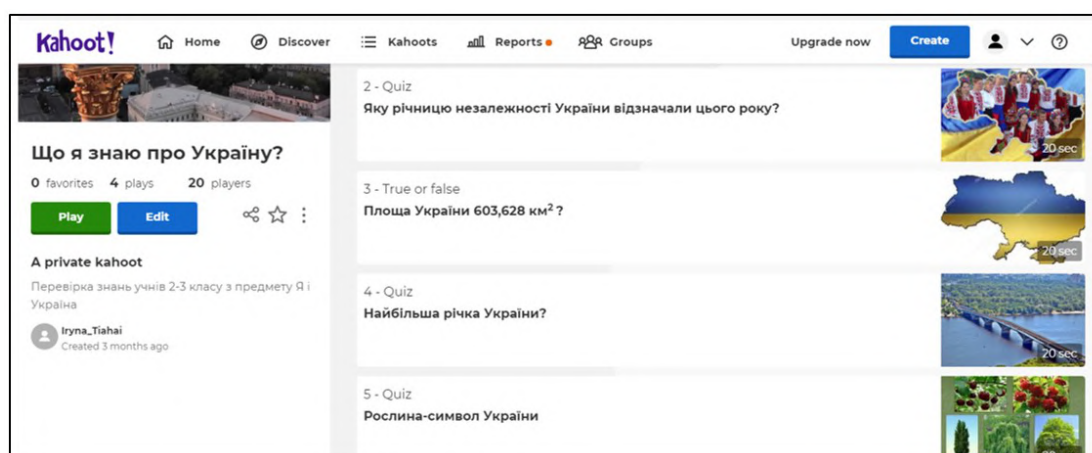 Kahoot! Home Discover Kahoots Reports Groups Upgrade now Create
Що я знаю про Україну?
0 favorites 4 plays 20 players
Play Edit
A private kahoot
Перевірка знань учнів 2-3 класу з предмету Я і
Україна
Iryna_Tiahai
Created 3 months ago
2 - Quiz
Яку річницю незалежності України відзначали цього року?
20 sec
3 - True or false
Площа України 603,628 км²?
20 sec
4 - Quiz
Найбільша річка України?
20 sec
5 - Quiz
Рослина-символ України